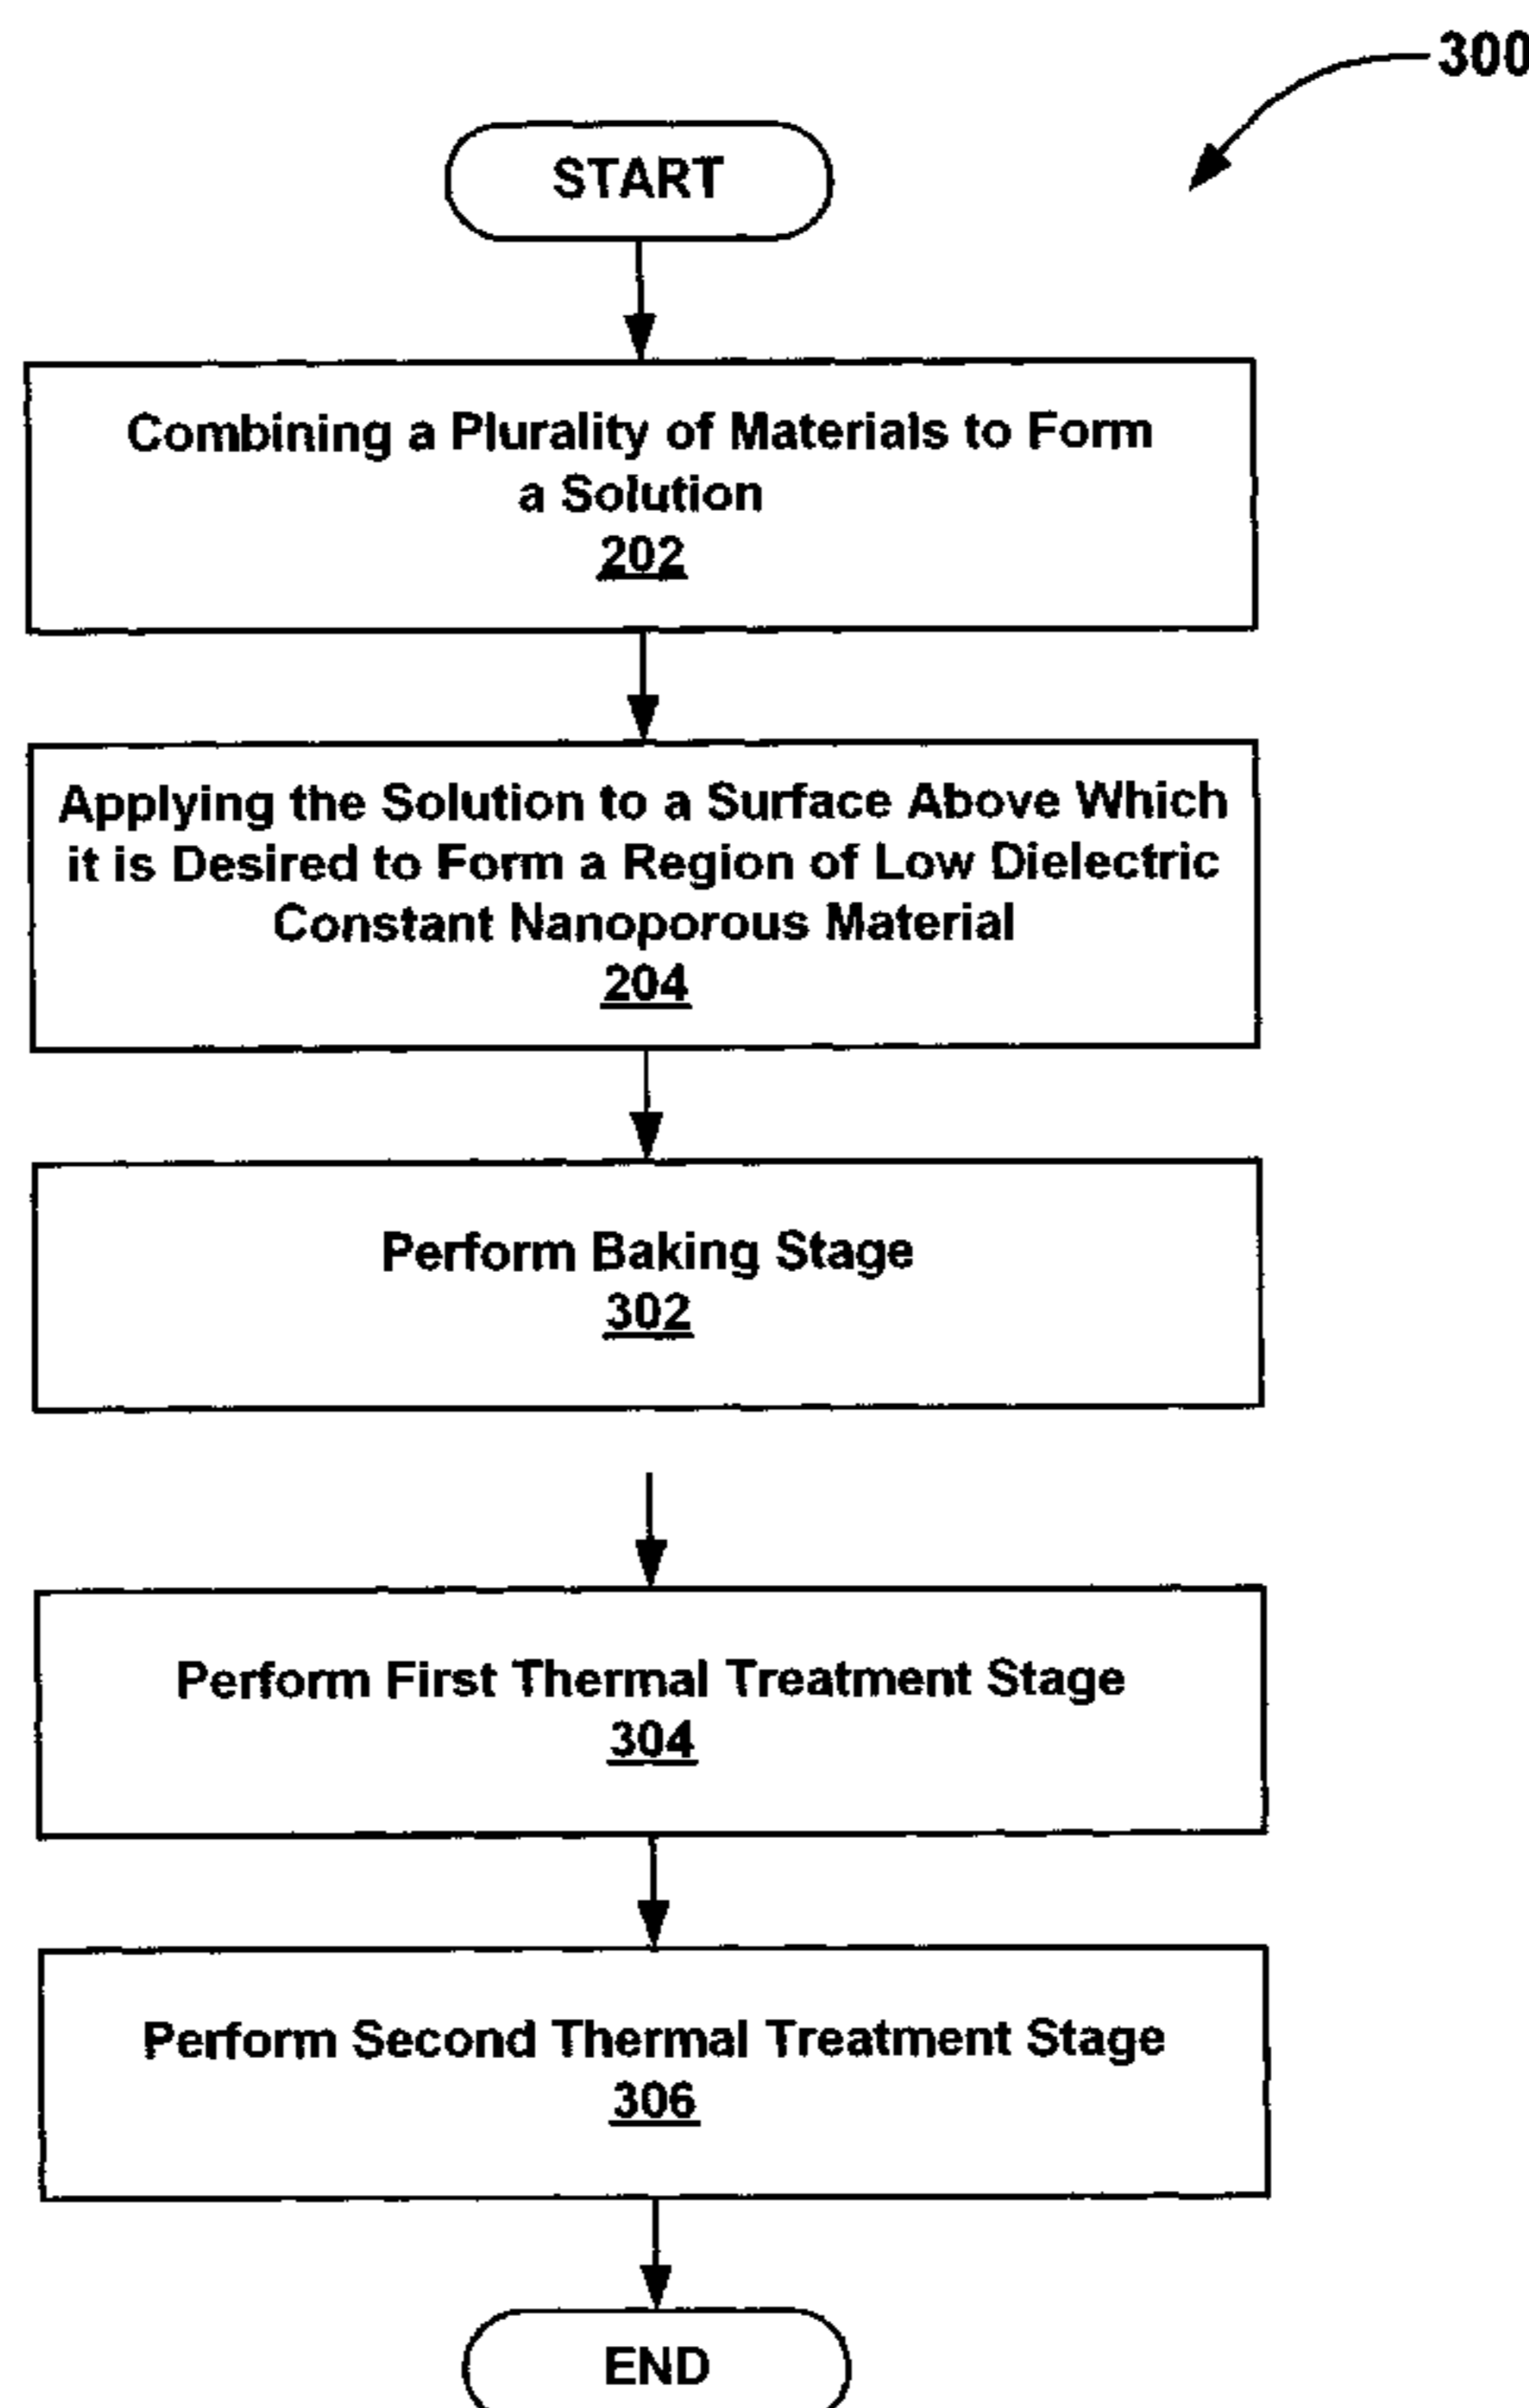 300
START
Combining a Plurality of Materials to Form
a Solution
202
Applying the Solution to a Surface Above Which
it is Desired to Form a Region of Low Dielectric
Constant Nanoporous Material
204
Perform Baking Stage
302
Perform First Thermal Treatment Stage
304
Perform Second Thermal Treatment Stage
306
END